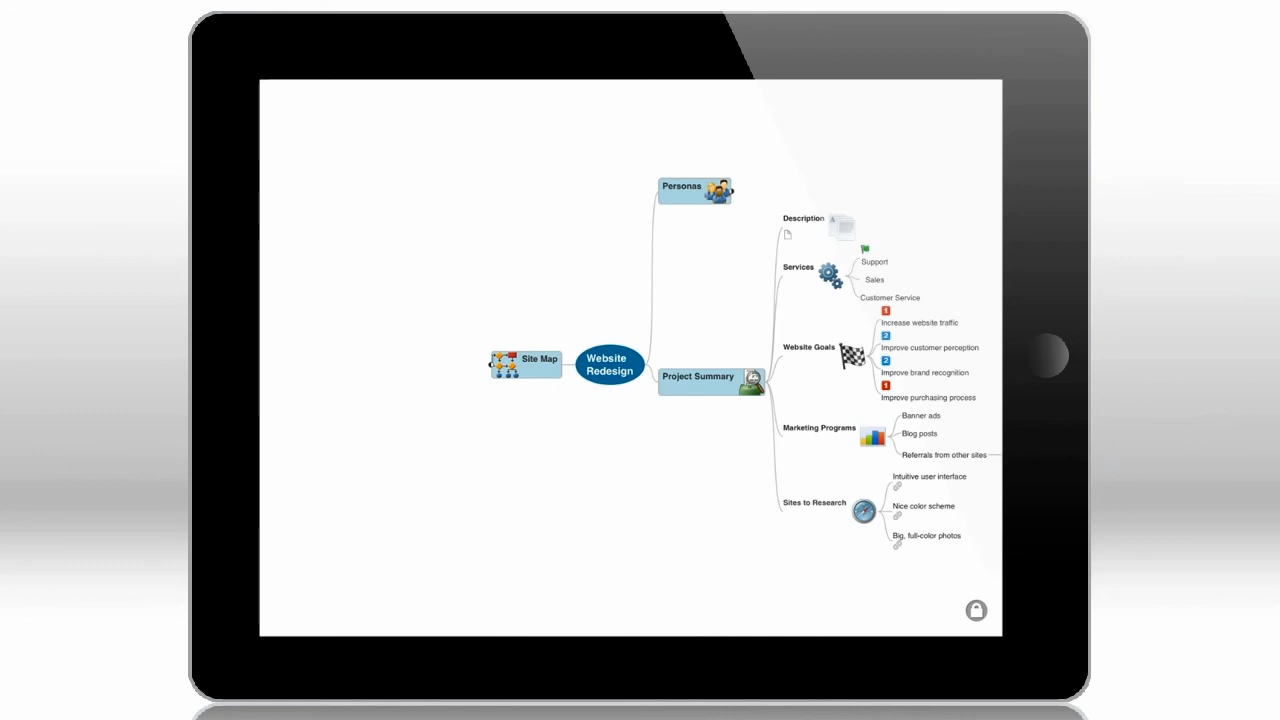 Personas
Description
Services
Support
Sales
Customer Service
1
Increase website traffic
2
Website Goals
Improve customer perception
2
Improve brand recognition
1
Improve purchasing process
Site Map
Website
Redesign
Project Summary
Marketing Programs
Banner ads
Blog posts
Referrals from other sites
Sites to Research
Intuitive user interface
Nice color scheme
Big, full-color photos